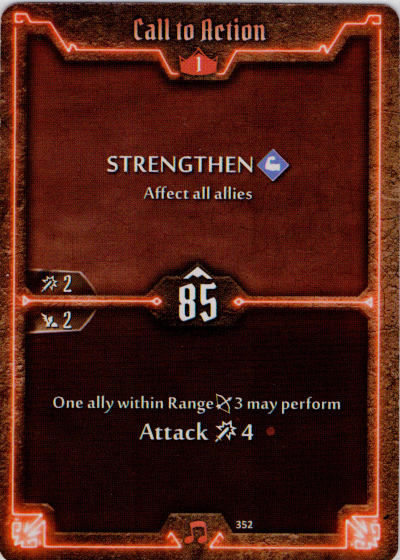 Call to Action
1
STRENGTHEN
Affect all allies
2
85
2
One ally within Range 3 may perform
Attack 4
352